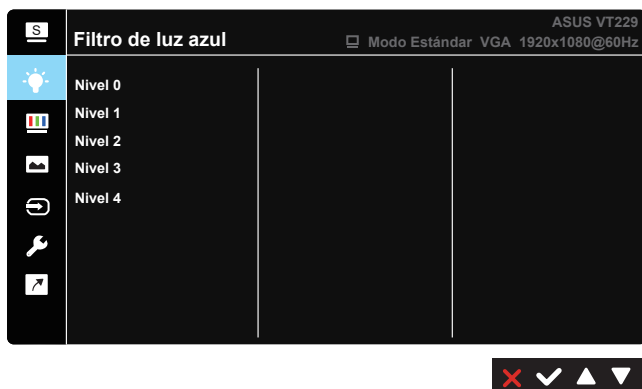 S
ASUS VT229
Filtro de luz azul
Modo Estándar VGA 1920x1080@60Hz
Nivel 0
Nivel 1
Nivel 2
Nivel 3
Nivel 4